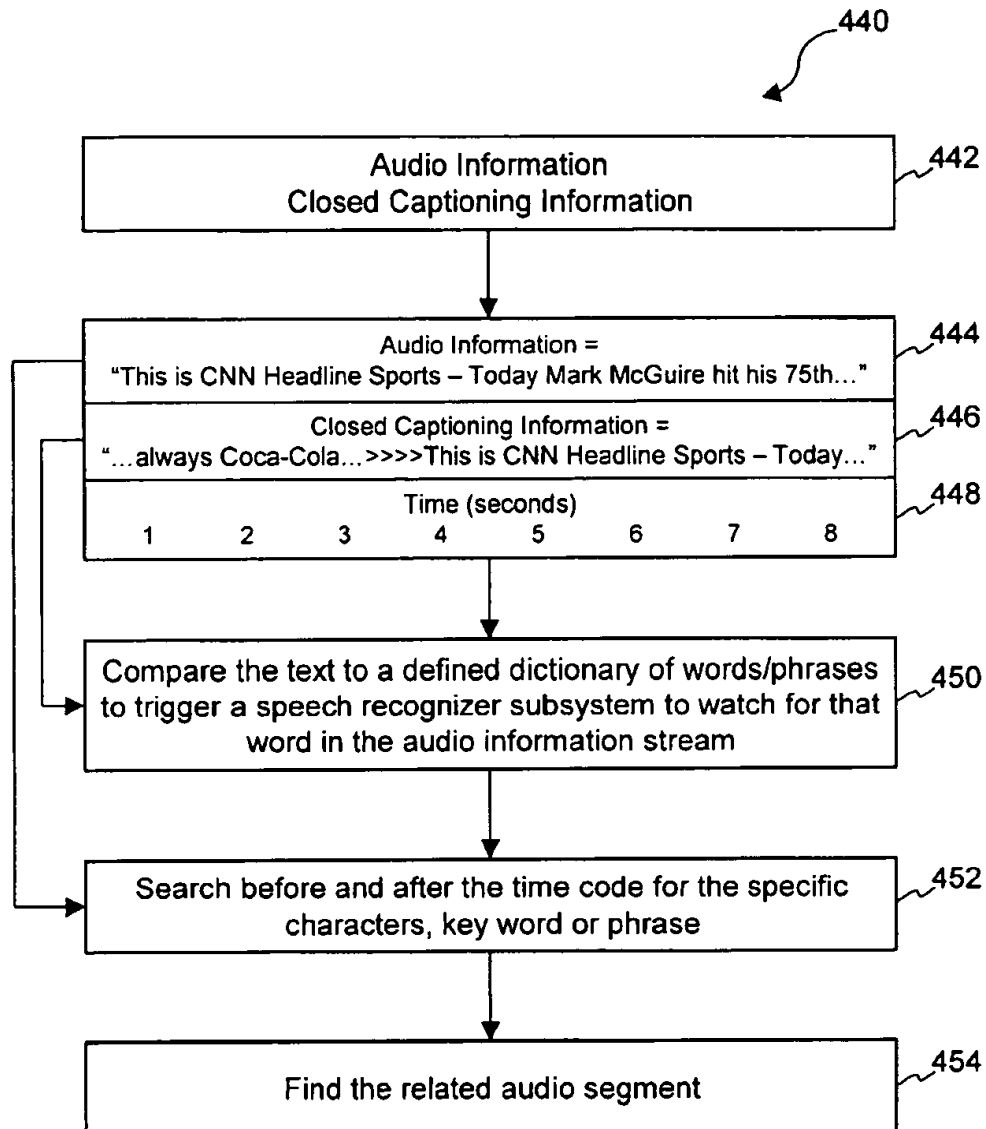 440
Audio Information
Closed Captioning Information
442
Audio Information =
“This is CNN Headline Sports – Today Mark McGuire hit his 75th…”
444
Closed Captioning Information =
“…always Coca-Cola…>>>>This is CNN Headline Sports – Today…”
446
Time (seconds)
1 2 3 4 5 6 7 8
448
Compare the text to a defined dictionary of words/phrases
to trigger a speech recognizer subsystem to watch for that
word in the audio information stream
450
Search before and after the time code for the specific
characters, key word or phrase
452
Find the related audio segment
454